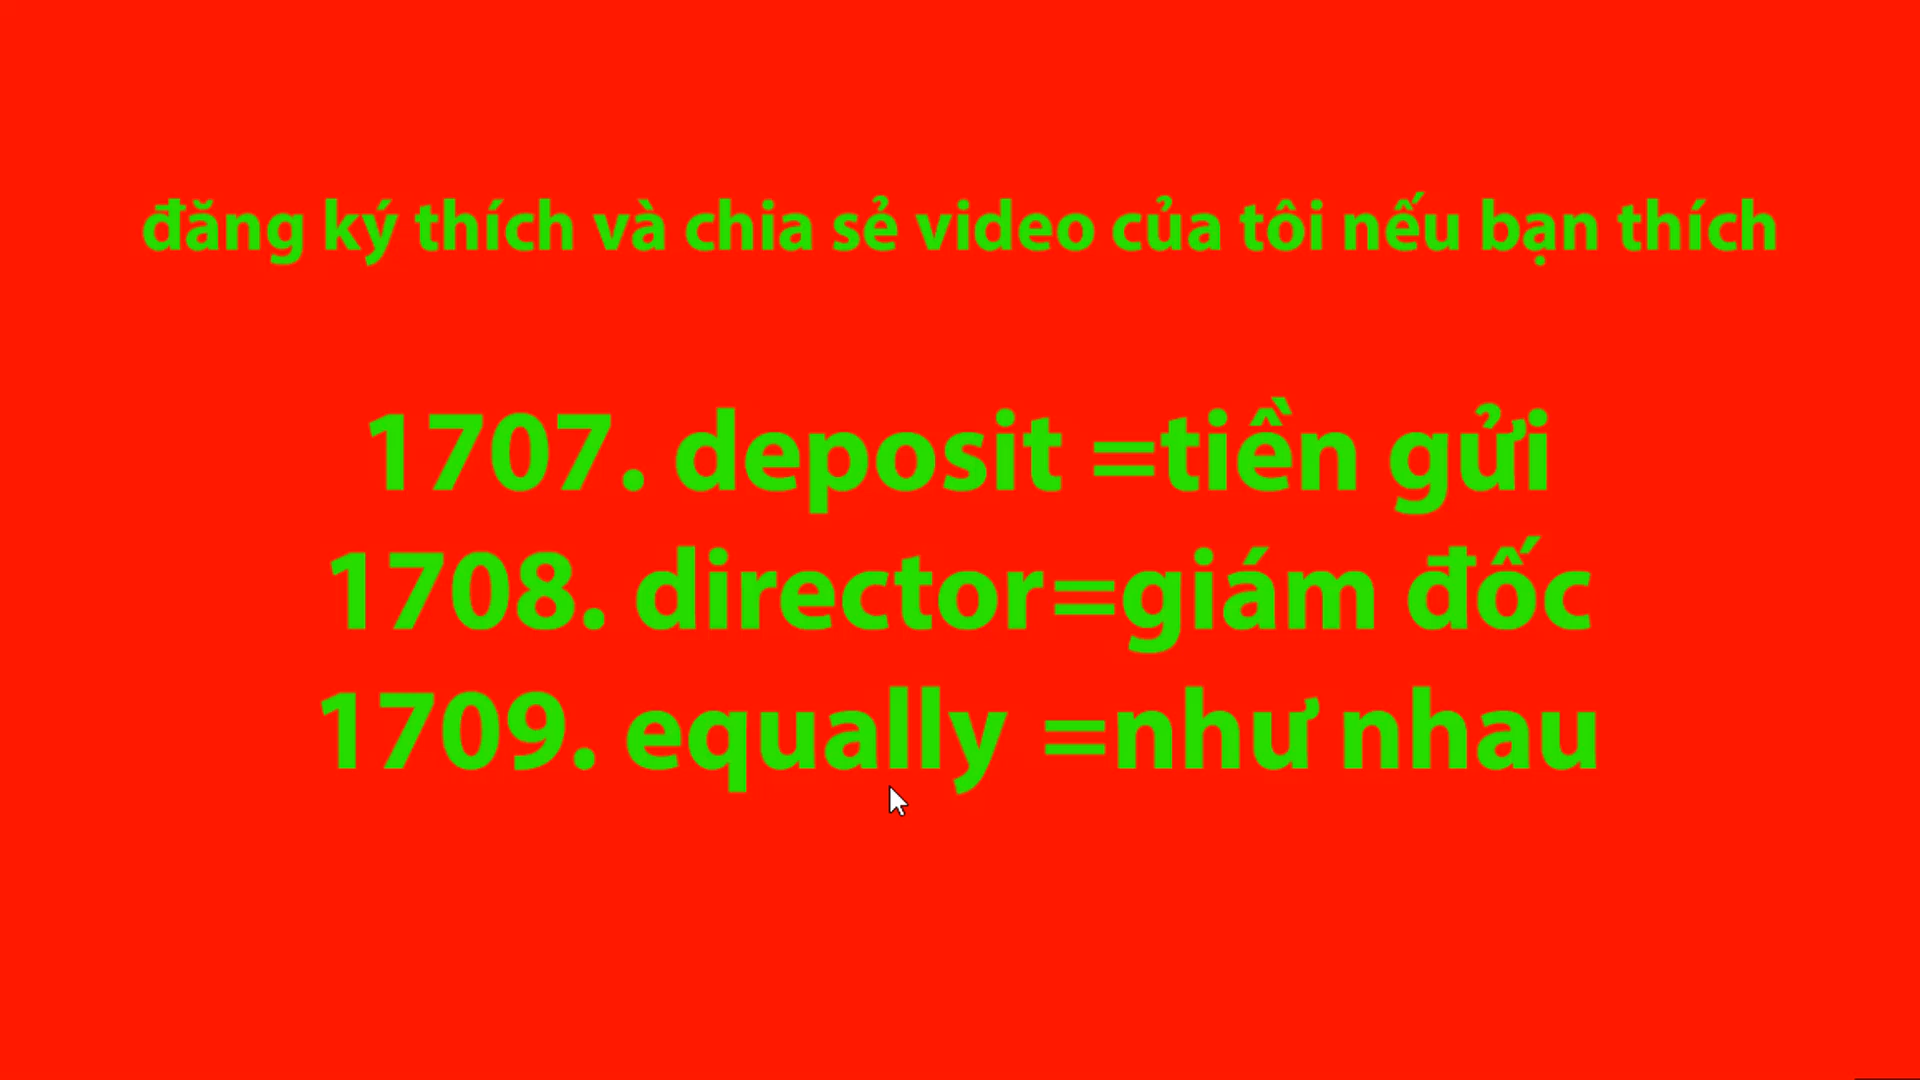 đăng ký thích và chia sẻ video của tôi nếu bạn thích
1707. deposit =tiền gửi
1708. director=giám đốc
1709. equally =như nhau